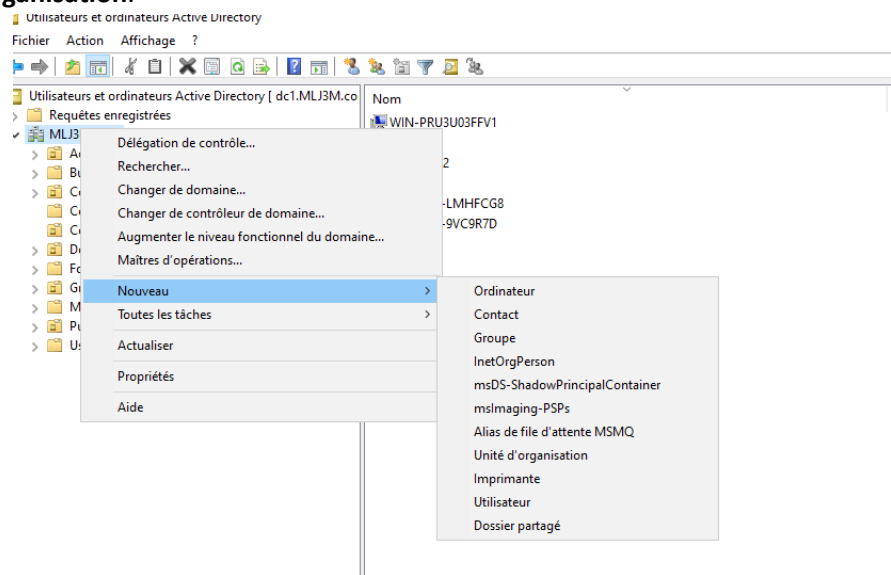 ganisation.
Utilisateurs et ordinateurs Active Directory
Fichier Action Affichage ?
Utilisateurs et ordinateurs Active Directory [ dc1.MLJ3M.co
Nom
Requêtes enregistrées
WIN-PRU3U03FFV1
MLJ3
Délégation de contrôle...
Rechercher...
2
Changer de domaine...
-LMHFCG8
Changer de contrôleur de domaine...
-9VC9R7D
Augmenter le niveau fonctionnel du domaine...
Maîtres d'opérations...
Nouveau
Toutes les tâches
Actualiser
Propriétés
Aide
Ordinateur
Contact
Groupe
InetOrgPerson
msDS-ShadowPrincipalContainer
msImaging-PSPs
Alias de file d'attente MSMQ
Unité d'organisation
Imprimante
Utilisateur
Dossier partagé